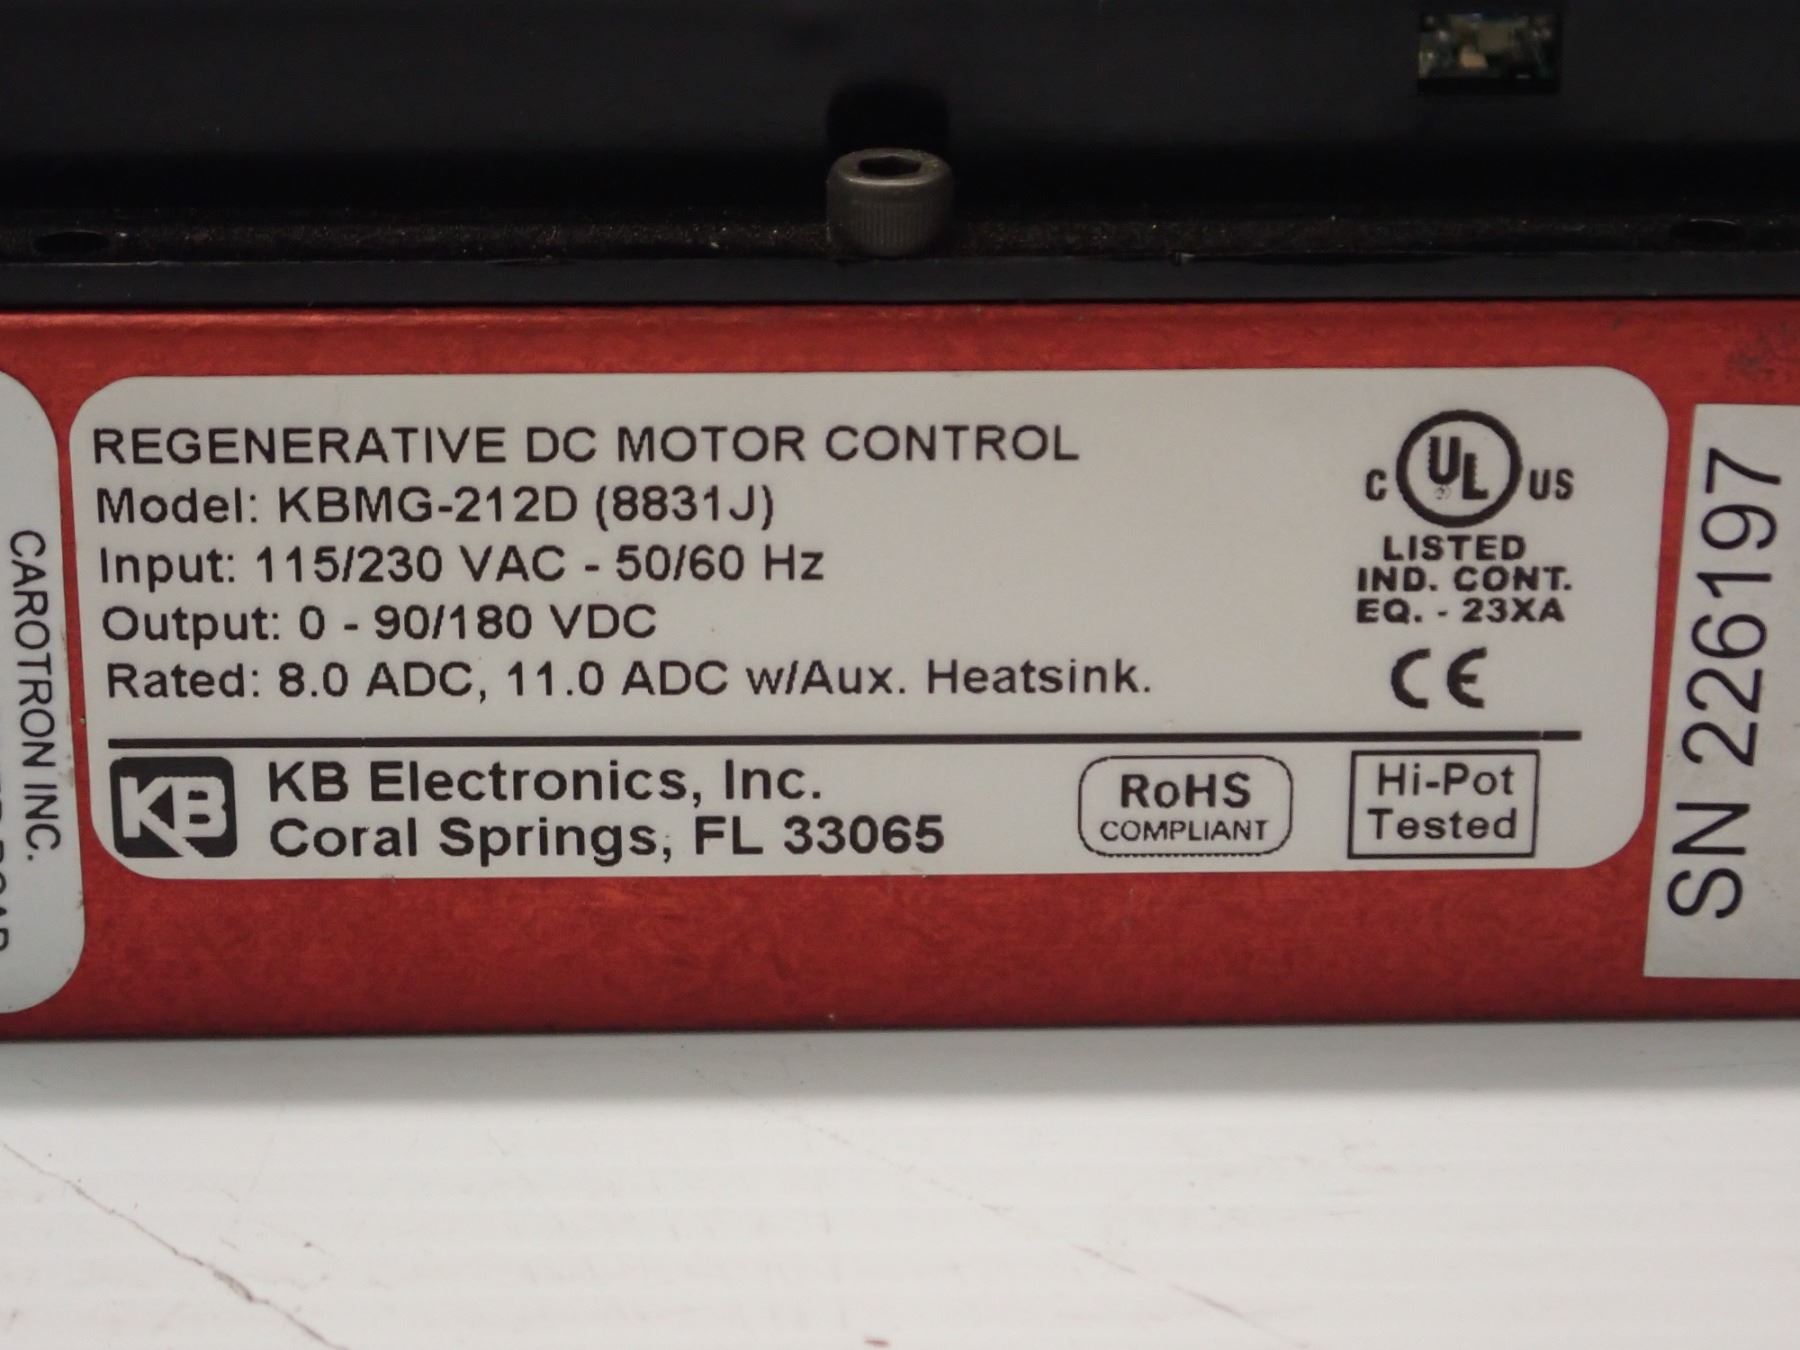 REGENERATIVE DC MOTOR CONTROL
Model: KBMG-212D (8831J)
Input: 115/230 VAC - 50/60 Hz
Output: 0 - 90/180 VDC
Rated: 8.0 ADC, 11.0 ADC w/Aux. Heatsink.
C UL US
LISTED
IND. CONT.
EQ. - 23XA
CE
KB
KB Electronics, Inc.
Coral Springs, FL 33065
RoHS
COMPLIANT
Hi-Pot
Tested
SN 226197
CAROTRON INC.